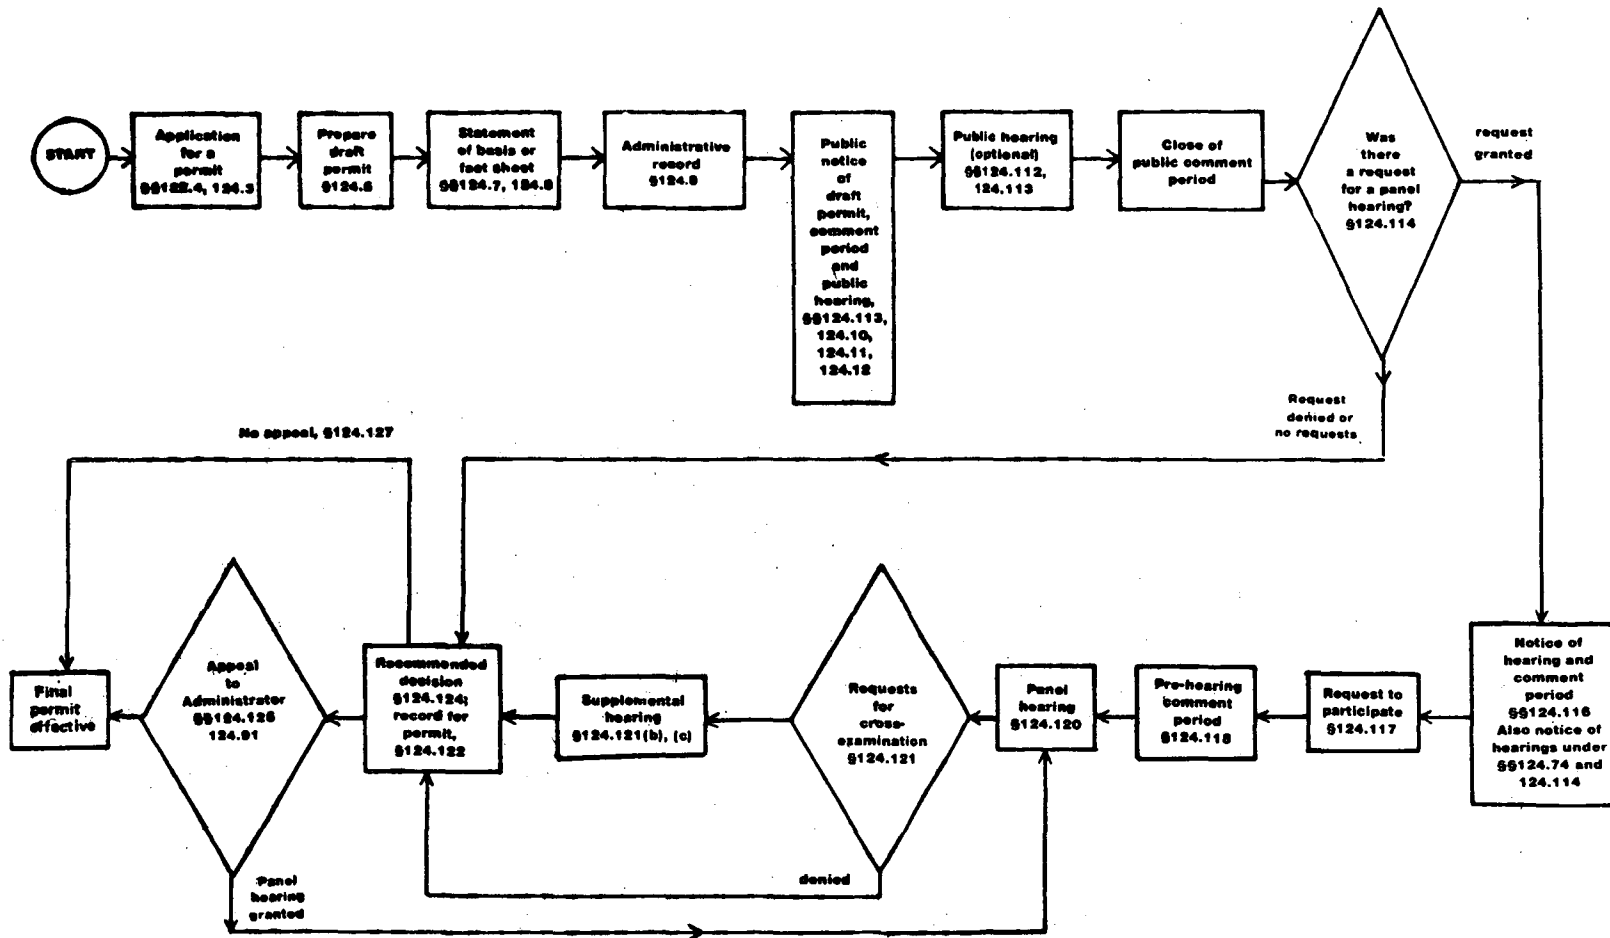 START
Application
for a
permit
§§122.4, 124.3
Prepare
draft
permit
§124.6
Statement
of basis or
fact sheet
§§124.7, 124.8
Administrative
record
§124.9
Public
notice
of
draft
permit,
comment
period
and
public
hearing,
§§124.113,
124.10,
124.11,
124.12
Public hearing
(optional)
§§124.112,
124.113
Close of
public comment
period
Was
there
a request
for a panel
hearing?
§124.114
request
granted
Request
denied or
no requests
No appeal, §124.127
Final
permit
effective
Appeal
to
Administrator
§§124.125
124.91
Recommended
decision
§124.124;
record for
permit,
§124.122
Supplemental
hearing
§124.121(b), (c)
Requests
for
cross-
examination
§124.121
Panel
hearing
§124.120
Pre-hearing
comment
period
§124.118
Request to
participate
§124.117
Notice of
hearing and
comment
period
§§124.116
Also notice of
hearings under
§§124.74 and
124.114
denied
Panel
hearing
granted